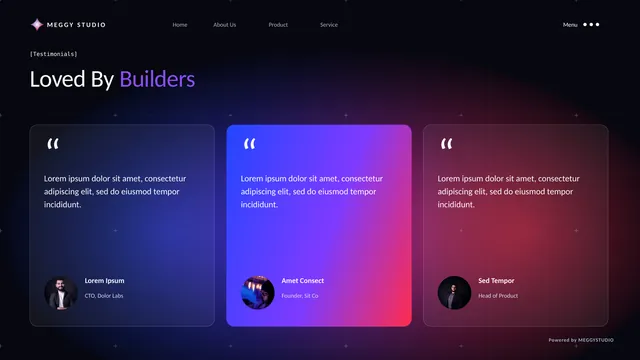 MEGGY STUDIO
Home
About Us
Product
Service
Menu
[Testimonials]
Loved By Builders
“
Lorem ipsum dolor sit amet, consectetur
adipiscing elit, sed do eiusmod tempor
incididunt.
Lorem Ipsum
CTO, Dolor Labs
“
Lorem ipsum dolor sit amet, consectetur
adipiscing elit, sed do eiusmod tempor
incididunt.
Amet Consect
Founder, Sit Co
“
Lorem ipsum dolor sit amet, consectetur
adipiscing elit, sed do eiusmod tempor
incididunt.
Sed Tempor
Head of Product
Powered by MEGGYSTUDIO